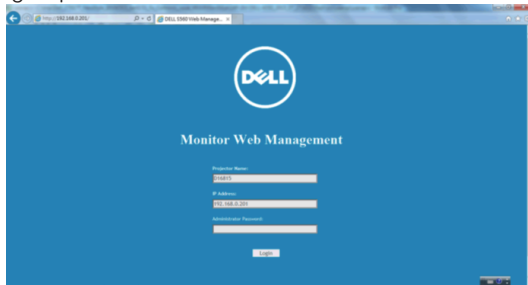 http://192.168.0.201/
DELL S560 Web Manage...
DELL
Monitor Web Management
Projector Name:
016815
IP Address:
192.168.0.201
Administrator Password:
Login